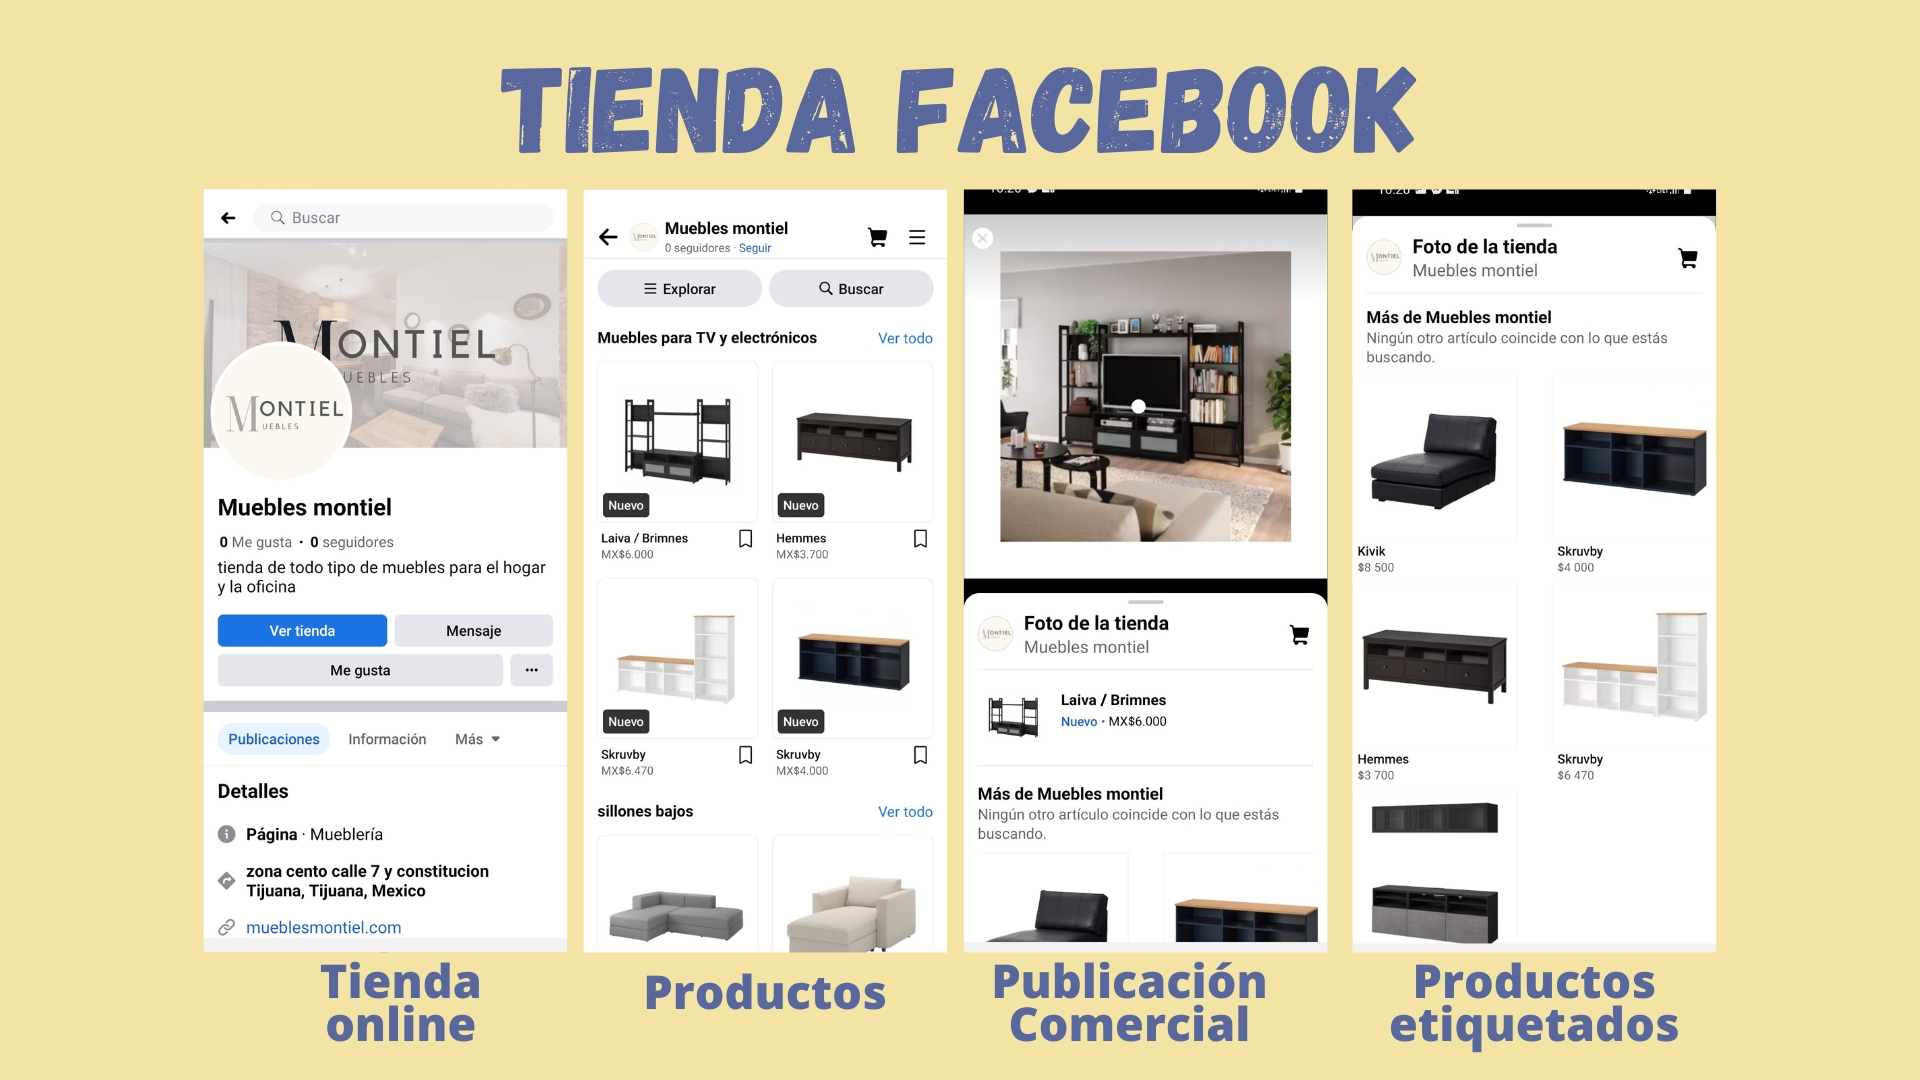 TIENDA FACEBOOK
Buscar
MONTIEL
UEBLES
MONTIEL
UEBLES
Muebles montiel
0 Me gusta • 0 seguidores
tienda de todo tipo de muebles para el hogar
y la oficina
Ver tienda
Mensaje
Me gusta
Publicaciones
Información
Más
Detalles
Página · Mueblería
zona cento calle 7 y constitucion
Tijuana, Tijuana, Mexico
mueblesmontiel.com
Tienda
online
MONTIEL
Muebles montiel
0 seguidores · Seguir
Explorar
Buscar
Muebles para TV y electrónicos
Ver todo
Nuevo
Nuevo
Laiva / Brimnes
MX$6.000
Hemmes
MX$3.700
Nuevo
Nuevo
Skruvby
MX$6.470
Skruvby
MX$4.000
sillones bajos
Ver todo
Productos
MONTIEL
Foto de la tienda
Muebles montiel
Laiva / Brimnes
Nuevo · MX$6.000
Más de Muebles montiel
Ningún otro artículo coincide con lo que estás
buscando.
Publicación
Comercial
MONTIEL
Foto de la tienda
Muebles montiel
Más de Muebles montiel
Ningún otro artículo coincide con lo que estás
buscando.
Kivik
$8 500
Skruvby
$4 000
Hemmes
$3 700
Skruvby
$6 470
Productos
etiquetados